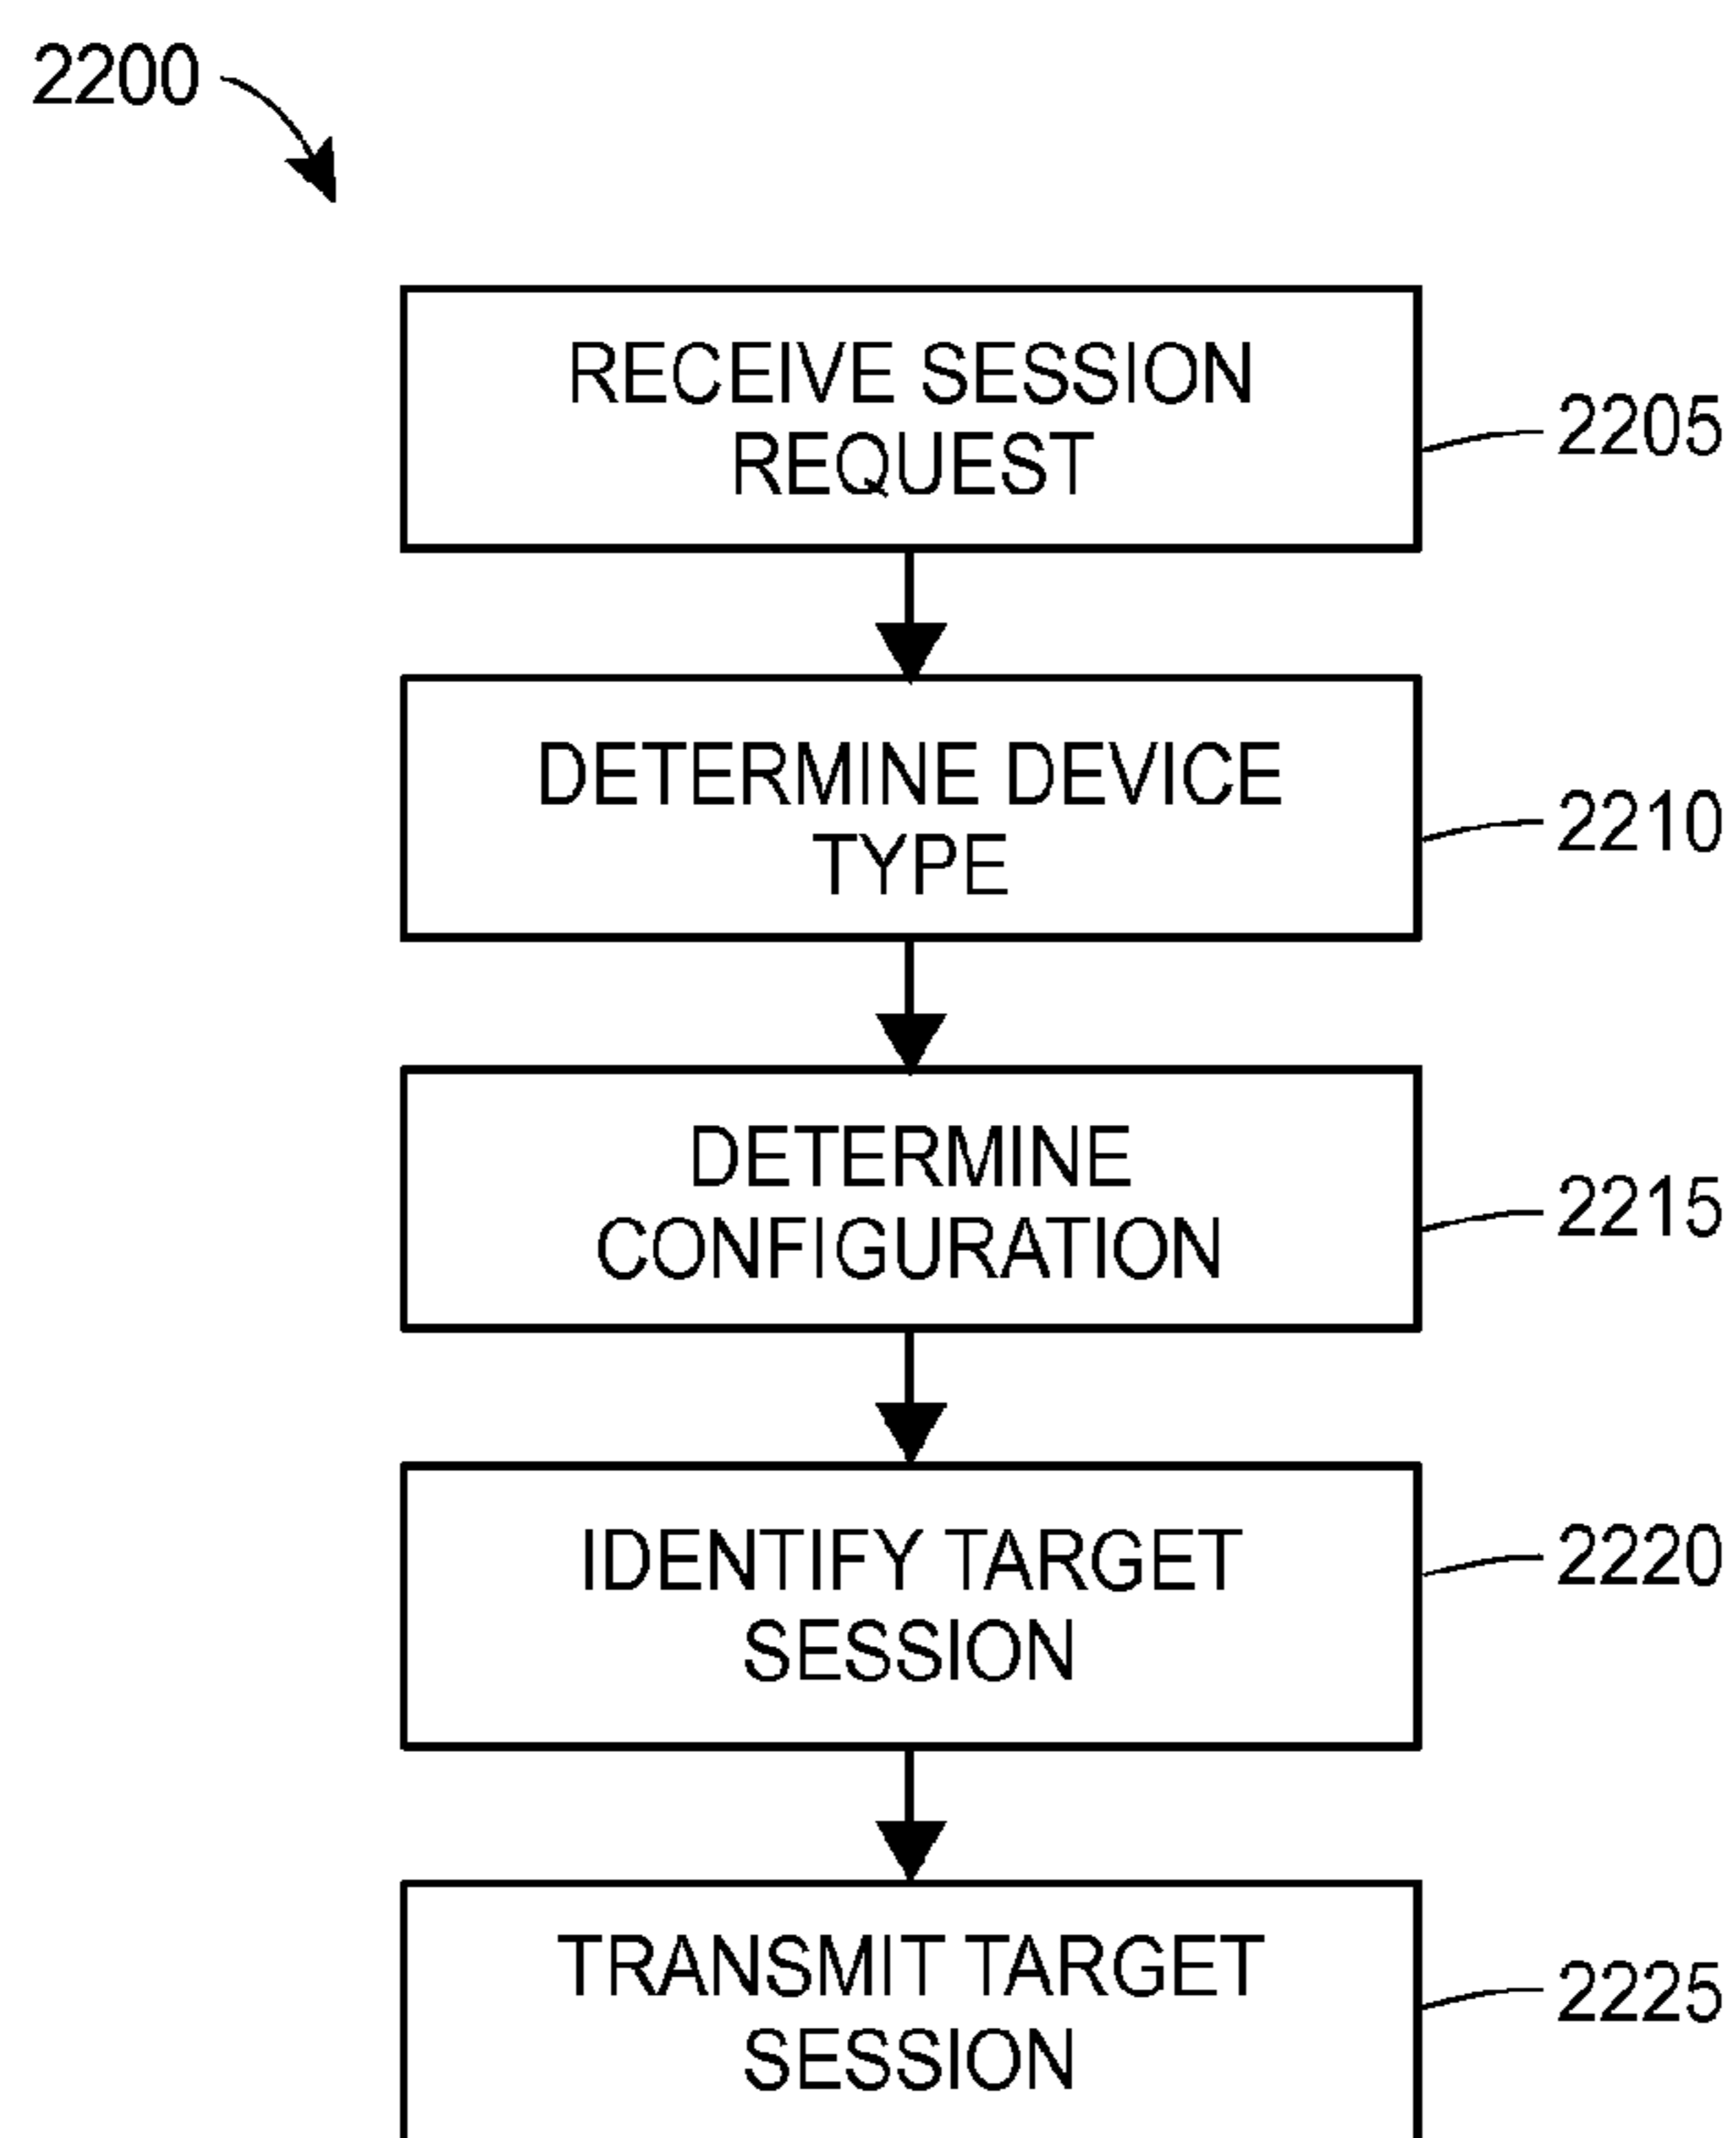 2200
RECEIVE SESSION
REQUEST
2205
DETERMINE DEVICE
TYPE
2210
DETERMINE
CONFIGURATION
2215
IDENTIFY TARGET
SESSION
2220
TRANSMIT TARGET
SESSION
2225